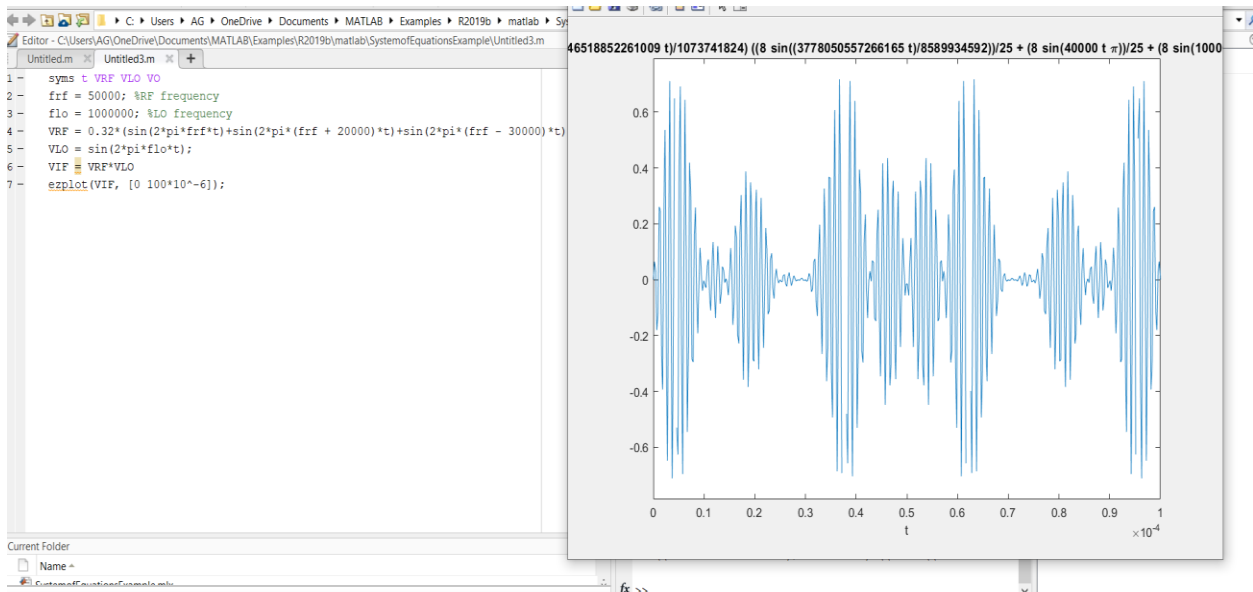 C: ▸ Users ▸ AG ▸ OneDrive ▸ Documents ▸ MATLAB ▸ Examples ▸ R2019b ▸ matlab ▸ Sys
Editor - C:\Users\AG\OneDrive\Documents\MATLAB\Examples\R2019b\matlab\SystemofEquationsExample\Untitled3.m
Untitled.m × Untitled3.m × +
1 - syms t VRF VLO VO
2 - frf = 50000; %RF frequency
3 - flo = 1000000; %LO frequency
4 - VRF = 0.32*(sin(2*pi*frf*t)+sin(2*pi*(frf + 20000)*t)+sin(2*pi*(frf - 30000)*t)
5 - VLO = sin(2*pi*flo*t);
6 - VIF = VRF*VLO
7 - ezplot(VIF, [0 100*10^-6]);
46518852261009 t)/1073741824) ((8 sin((3778050557266165 t)/8589934592))/25 + (8 sin(40000 t π))/25 + (8 sin(1000
0.6
0.4
0.2
0
-0.2
-0.4
-0.6
0 0.1 0.2 0.3 0.4 0.5 0.6 0.7 0.8 0.9 1
t
×10⁻⁴
Current Folder
Name
SystemofEquationsExample.mlx
fx >>